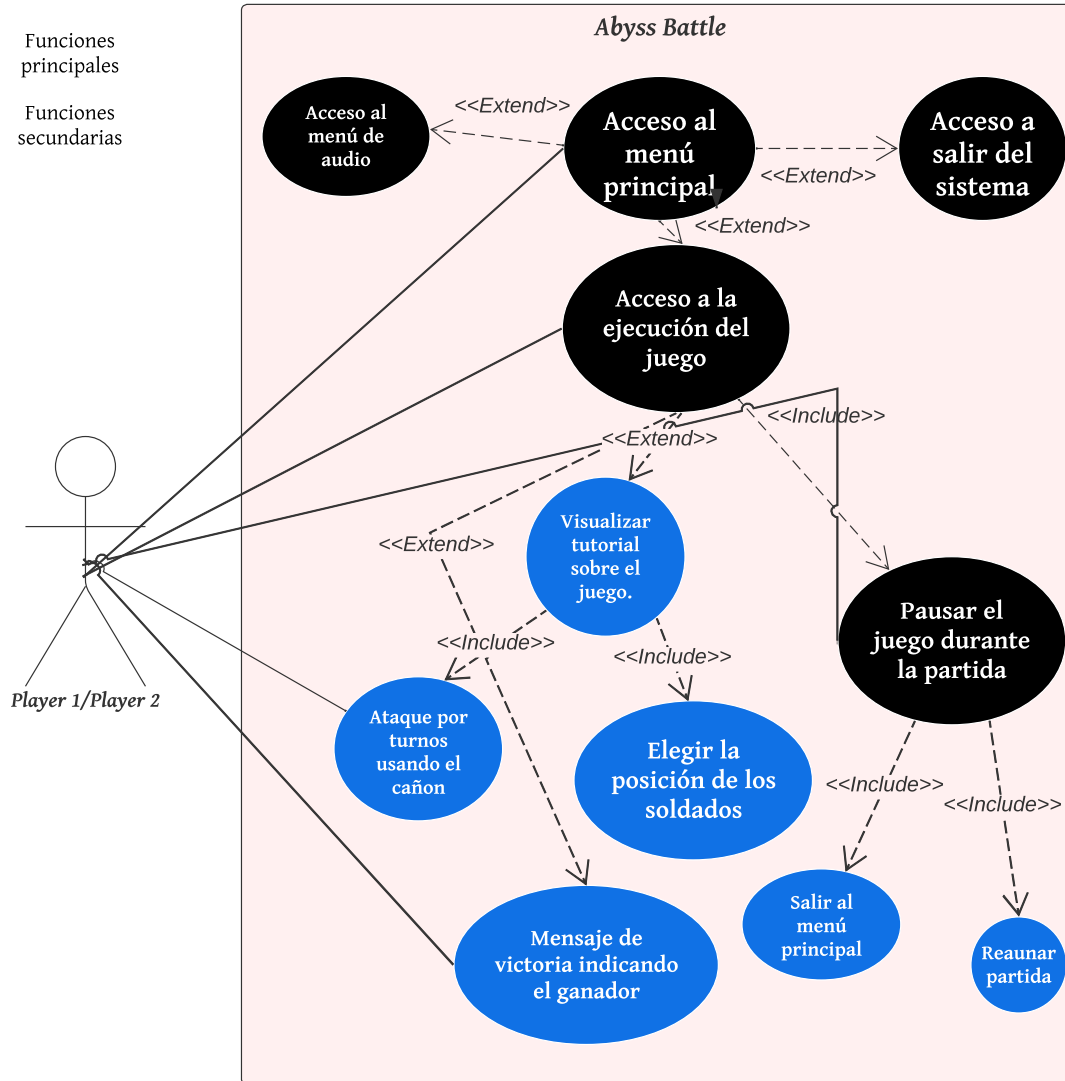 Funciones
principales
Funciones
secundarias
Abyss Battle
Acceso al
menú de
audio
<<Extend>>
Acceso al
menú
principal
<<Extend>>
Acceso a
salir del
sistema
<<Extend>>
Acceso a la
ejecución del
juego
<<Include>>
<<Extend>>
<<Extend>>
Visualizar
tutorial
sobre el
juego.
Pausar el
juego durante
la partida
Player 1/Player 2
<<Include>>
<<Include>>
Ataque por
turnos
usando el
cañon
Elegir la
posición de los
soldados
<<Include>>
<<Include>>
Mensaje de
victoria indicando
el ganador
Salir al
menú
principal
Reaunar
partida